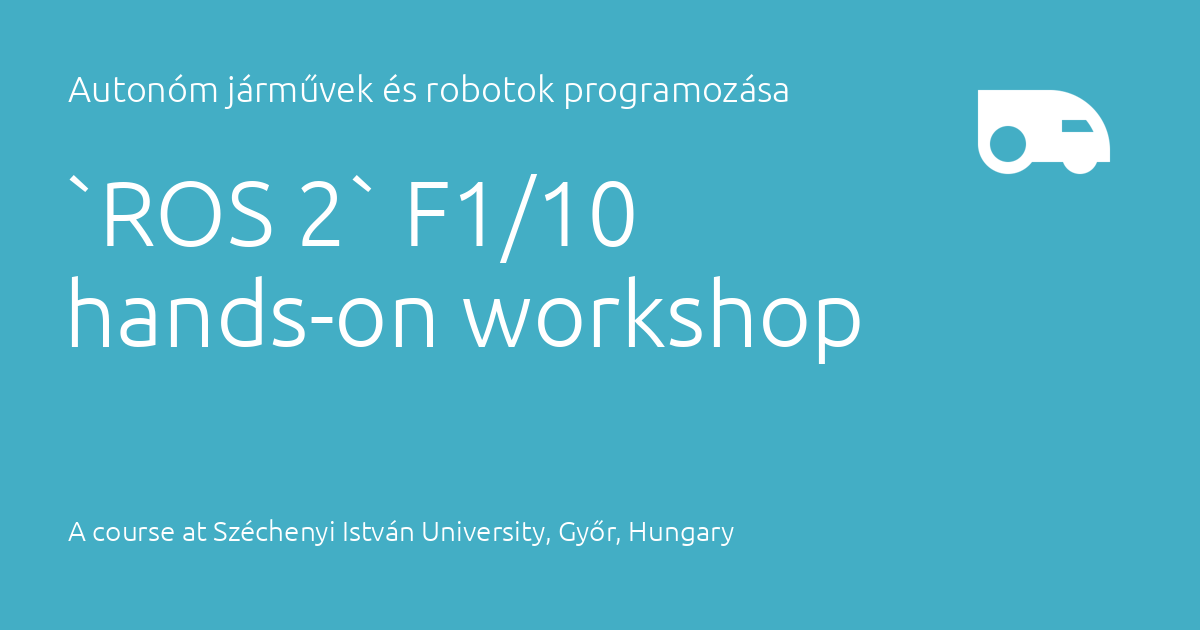 Autonóm járművek és robotok programozása
`ROS 2` F1/10
hands-on workshop
A course at Széchenyi István University, Győr, Hungary